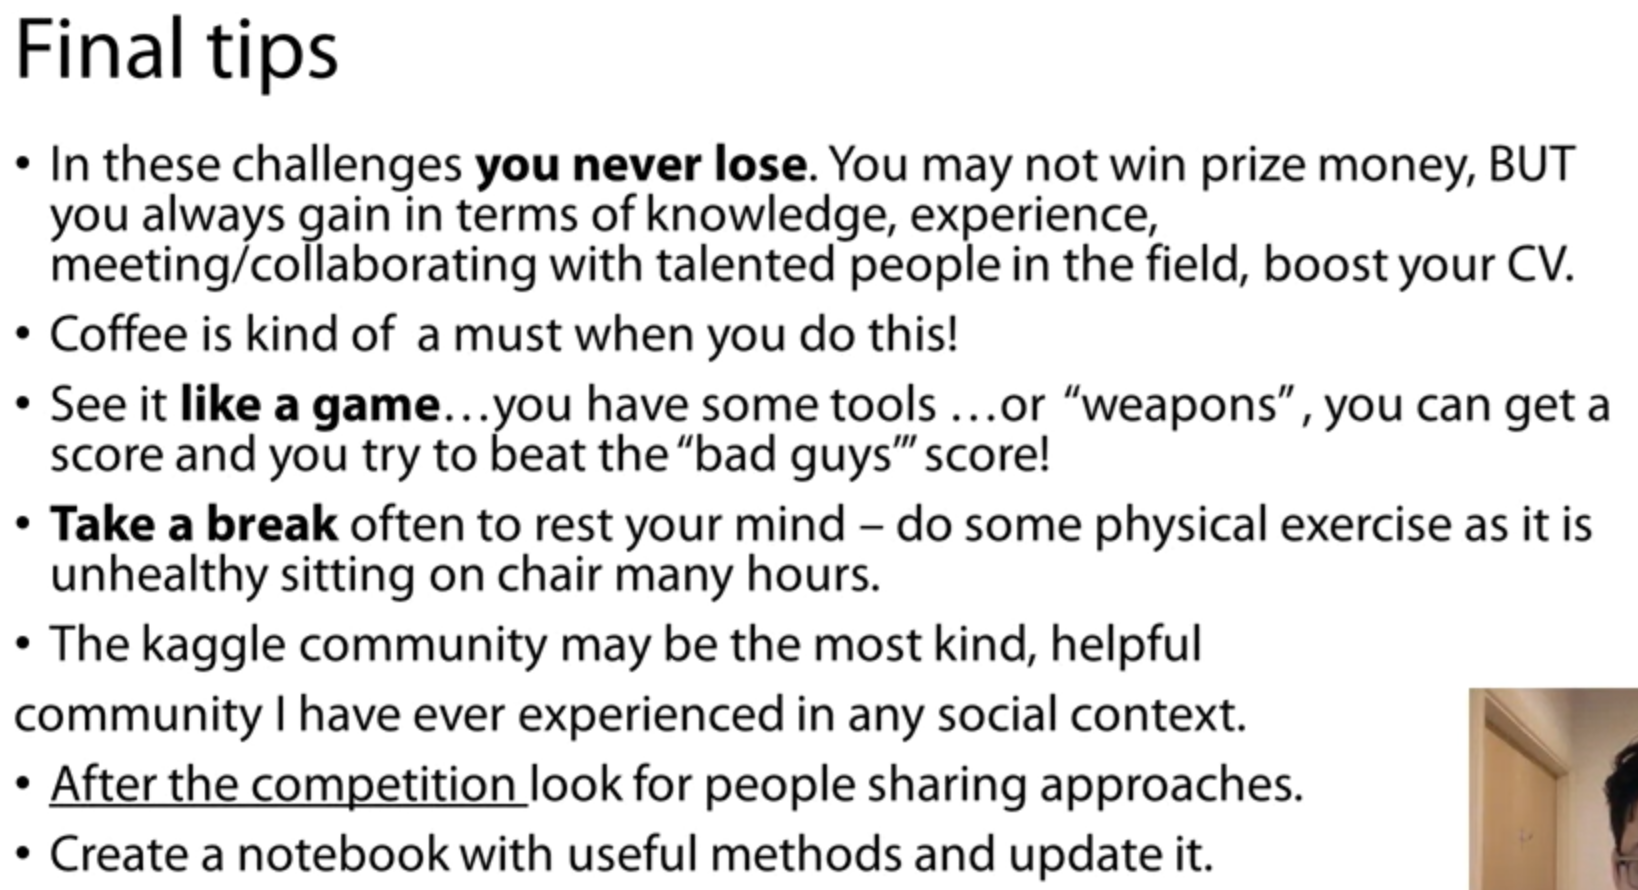 Final tips
• In these challenges you never lose. You may not win prize money, BUT
you always gain in terms of knowledge, experience,
meeting/collaborating with talented people in the field, boost your CV.
• Coffee is kind of a must when you do this!
• See it like a game…you have some tools …or “weapons”, you can get a
score and you try to beat the “bad guys’” score!
• Take a break often to rest your mind – do some physical exercise as it is
unhealthy sitting on chair many hours.
• The kaggle community may be the most kind, helpful
community I have ever experienced in any social context.
• After the competition look for people sharing approaches.
• Create a notebook with useful methods and update it.